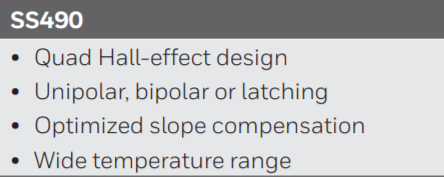 SS490
• Quad Hall-effect design
• Unipolar, bipolar or latching
• Optimized slope compensation
• Wide temperature range